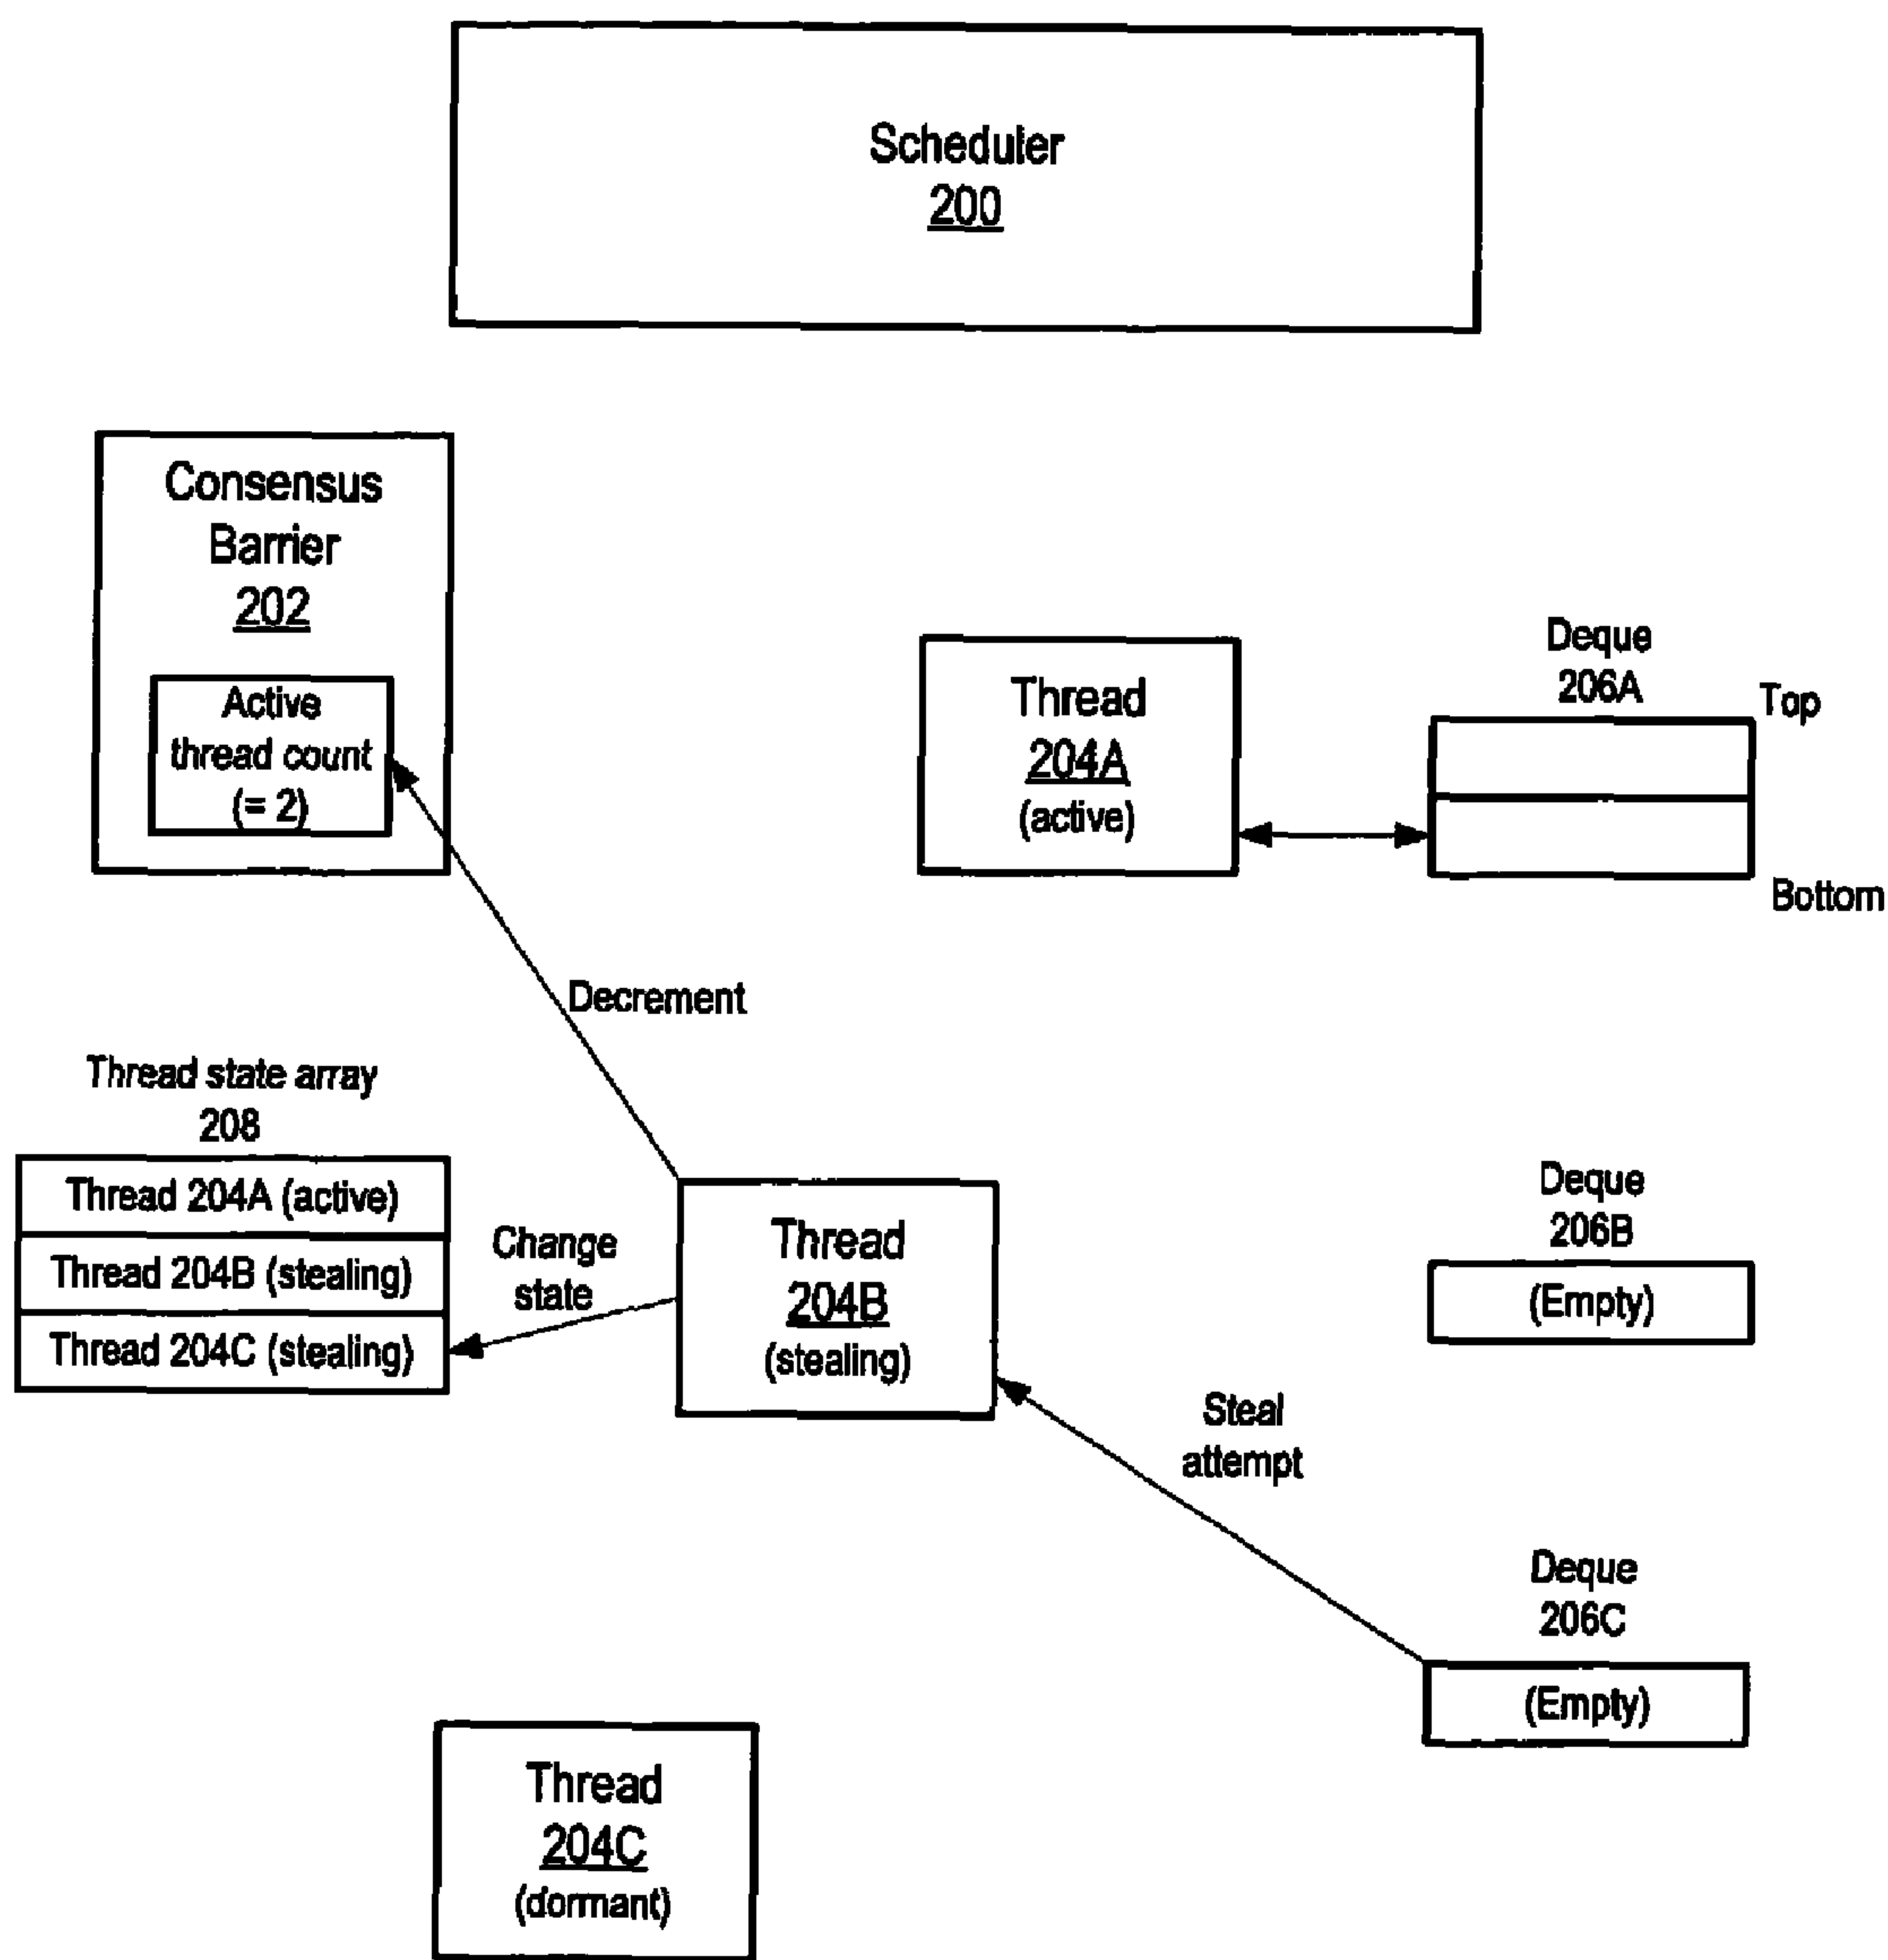 Scheduler
200
Consensus
Barrier
202
Active
thread count
(= 2)
Thread
204A
(active)
Deque
206A
Top
Bottom
Decrement
Thread state array
208
Thread 204A (active)
Thread 204B (stealing)
Thread 204C (stealing)
Change
state
Thread
204B
(stealing)
Deque
206B
(Empty)
Steal
attempt
Deque
206C
(Empty)
Thread
204C
(dormant)